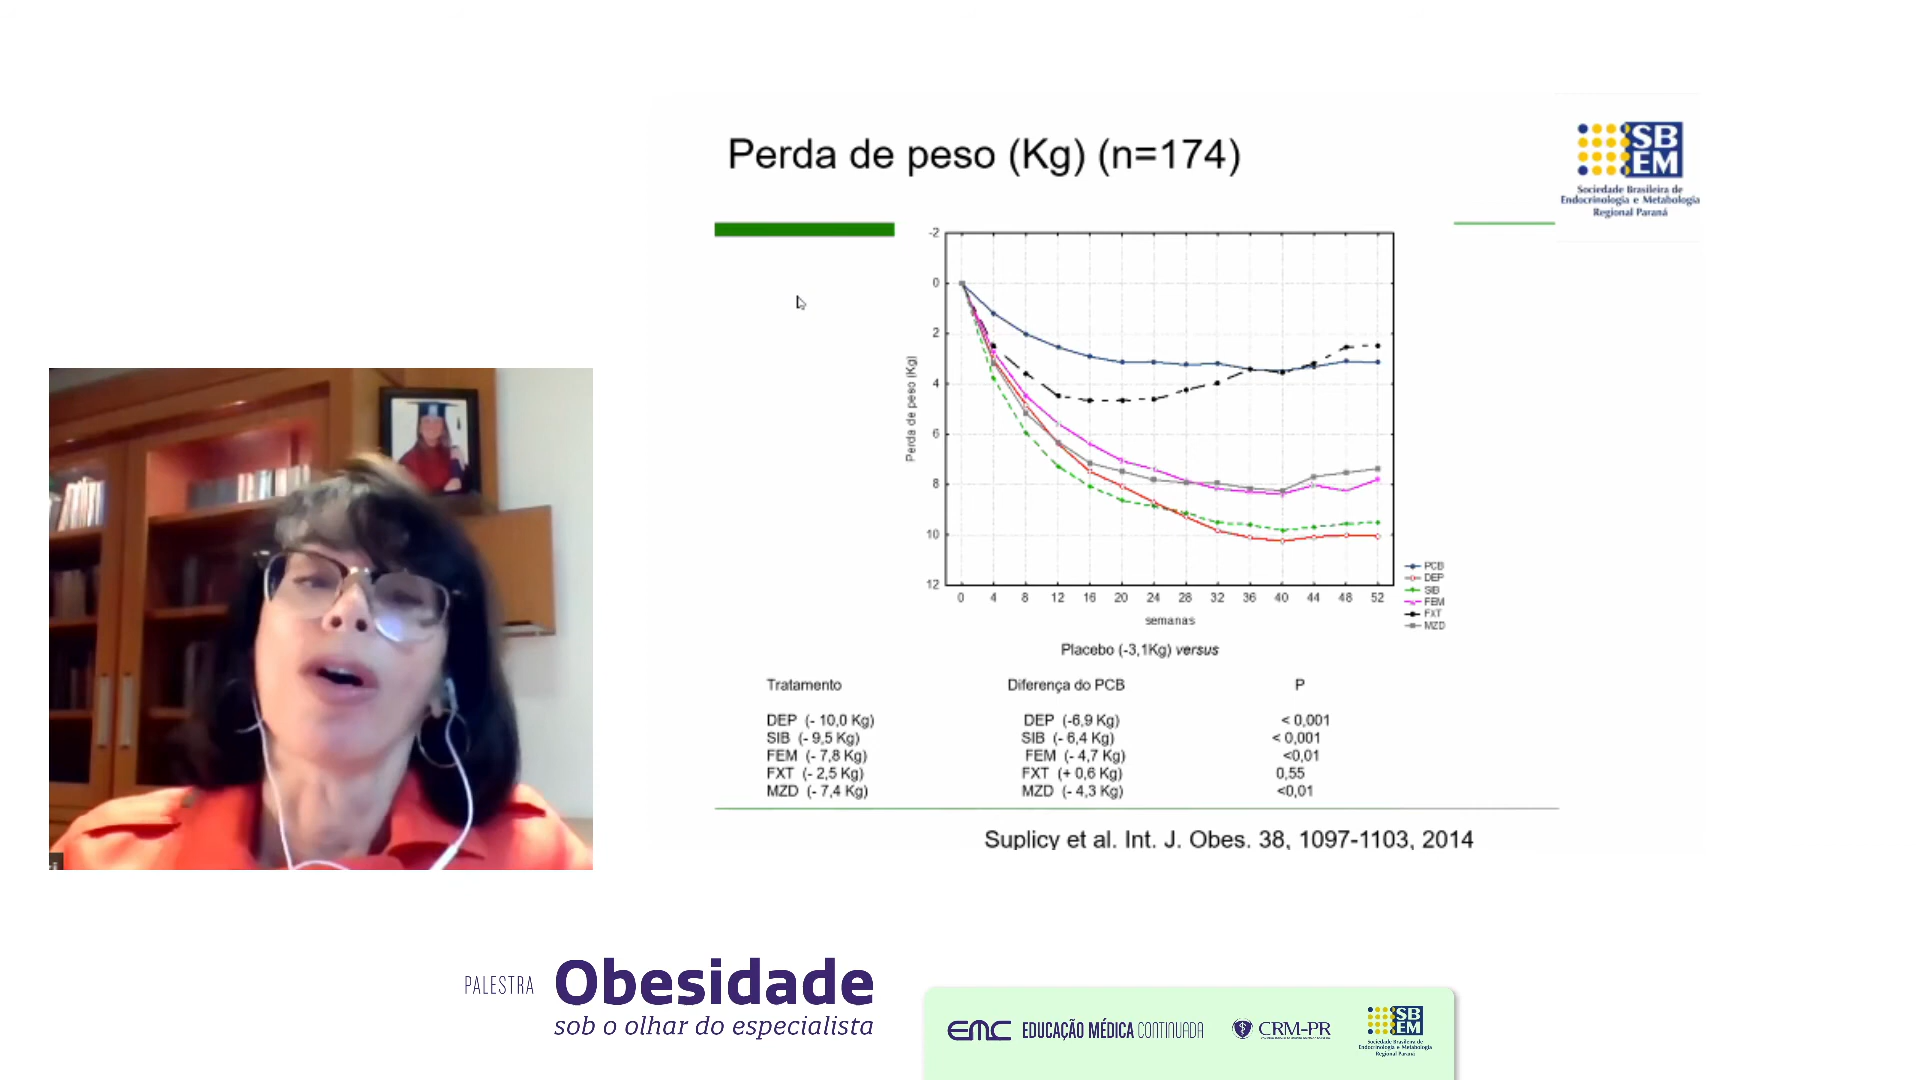 Perda de peso (Kg) (n=174)
SB
EM
Sociedade Brasileira de
Endocrinologia e Metabologia
Regional Paraná
-2
0
2
4
6
8
10
12
Perda de peso (Kg)
0 4 8 12 16 20 24 28 32 36 40 44 48 52
semanas
PCB
DEP
SIB
FEM
FXT
MZD
Placebo (-3,1Kg) versus
Tratamento Diferença do PCB P
DEP (- 10,0 Kg) DEP (-6,9 Kg) < 0,001
SIB (- 9,5 Kg) SIB (- 6,4 Kg) < 0,001
FEM (- 7,8 Kg) FEM (- 4,7 Kg) <0,01
FXT (- 2,5 Kg) FXT (+ 0,6 Kg) 0,55
MZD (- 7,4 Kg) MZD (- 4,3 Kg) <0,01
Suplicy et al. Int. J. Obes. 38, 1097-1103, 2014
PALESTRA Obesidade
sob o olhar do especialista
EMC EDUCAÇÃO MÉDICA CONTINUADA
CRM-PR
SB
EM
Sociedade Brasileira de
Endocrinologia e Metabologia
Regional Paraná